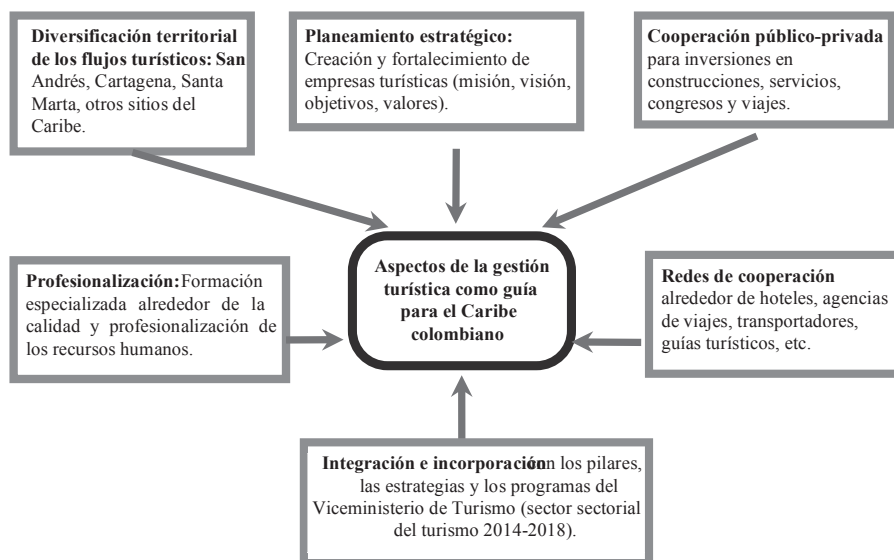 Diversificación territorial
de los flujos turísticos: San
Andrés, Cartagena, Santa
Marta, otros sitios del
Caribe.
Planeamiento estratégico:
Creación y fortalecimiento de
empresas turísticas (misión, visión,
objetivos, valores).
Cooperación público-privada
para inversiones en
construcciones, servicios,
congresos y viajes.
Profesionalización:Formación
especializada alrededor de la
calidad y profesionalización de
los recursos humanos.
Aspectos de la gestión
turística como guía
para el Caribe
colombiano
Redes de cooperación
alrededor de hoteles, agencias
de viajes, transportadores,
guías turísticos, etc.
Integración e incorporación con los pilares,
las estrategias y los programas del
Viceministerio de Turismo (sector sectorial
del turismo 2014-2018).